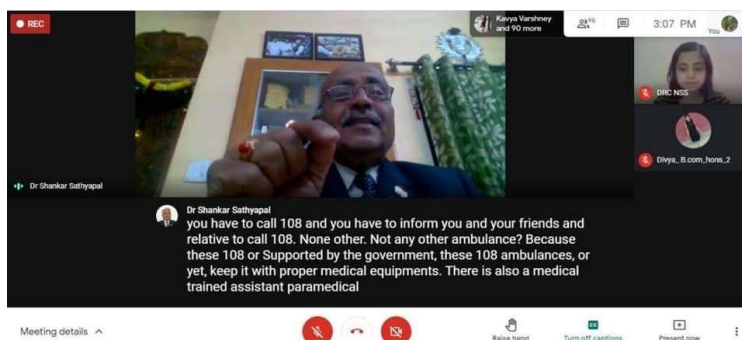 REC
Kavya Varshney
and 90 more
95
3:07 PM
You
DRC NSS
Divya_ B.com_hons_2
Dr Shankar Sathyapal
Dr Shankar Sathyapal
you have to call 108 and you have to inform you and your friends and
relative to call 108. None other. Not any other ambulance? Because
these 108 or Supported by the government, these 108 ambulances, or
yet, keep it with proper medical equipments. There is also a medical
trained assistant paramedical
Meeting details
Raise hand
Turn off captions
Present now